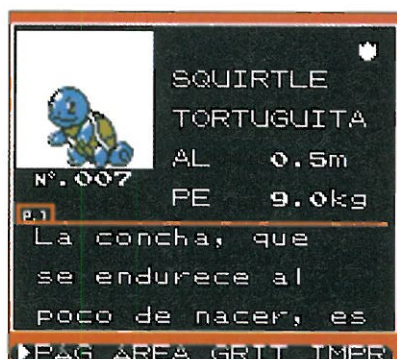 SQUIRTLE
TORTUGUITA
AL 0.5m
Nº.007
PE 9.0kg
P.1
La concha, que
se endurece al
poco de nacer, es
PAG AREA GRIT IMPR